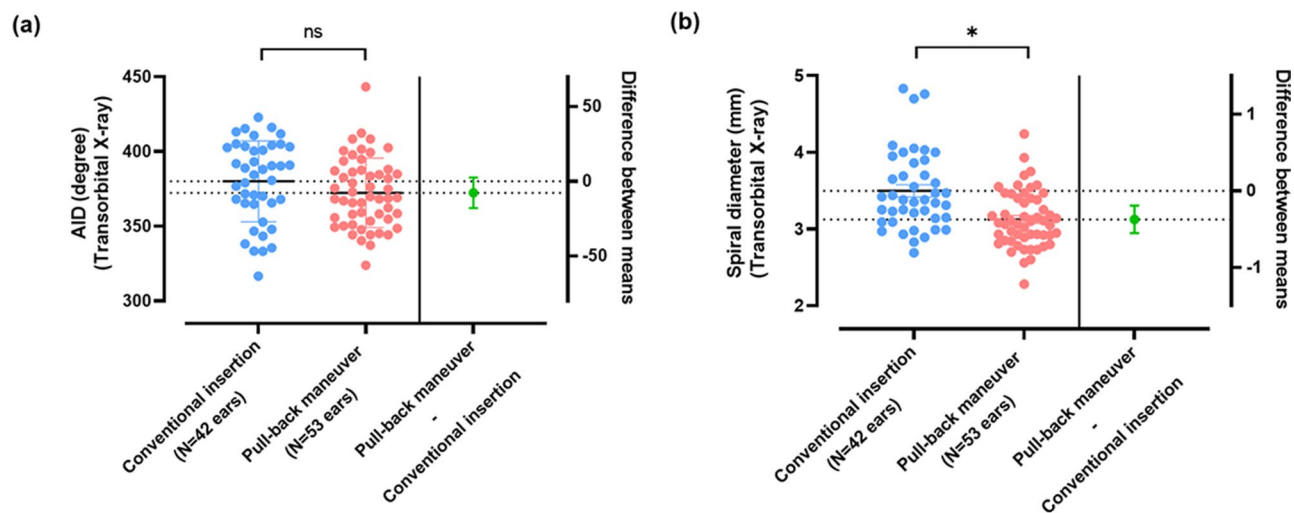 (a)
ns
450
400
350
300
AID (degree)
(Transorbital X-ray)
50
0
-50
Difference between means
Conventional insertion
(N=42 ears)
Pull-back maneuver
(N=53 ears)
Pull-back maneuver
-
Conventional insertion
(b)
*
5
4
3
2
Spiral diameter (mm)
(Transorbital X-ray)
1
0
-1
Difference between means
Conventional insertion
(N=42 ears)
Pull-back maneuver
(N=53 ears)
Pull-back maneuver
-
Conventional insertion